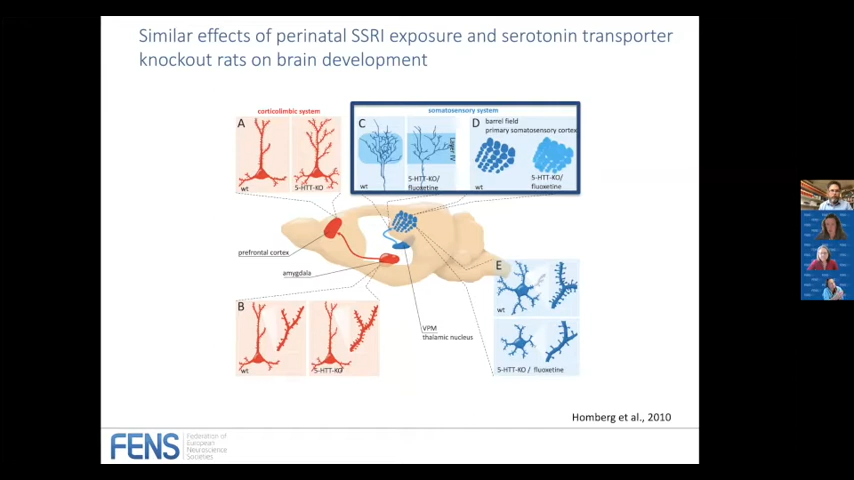 Similar effects of perinatal SSRI exposure and serotonin transporter
knockout rats on brain development
corticolimbic system
A
wt
5-HTT-KO
somatosensory system
C
wt
5-HTT-KO/
fluoxetine
Layer IV
D
barrel field
primary somatosensory cortex
wt
5-HTT-KO/
fluoxetine
prefrontal cortex
amygdala
VPM
thalamic nucleus
B
wt
5-HTT-KO
E
wt
5-HTT-KO / fluoxetine
Homberg et al., 2010
FENS
Federation of
European
Neuroscience
Societies